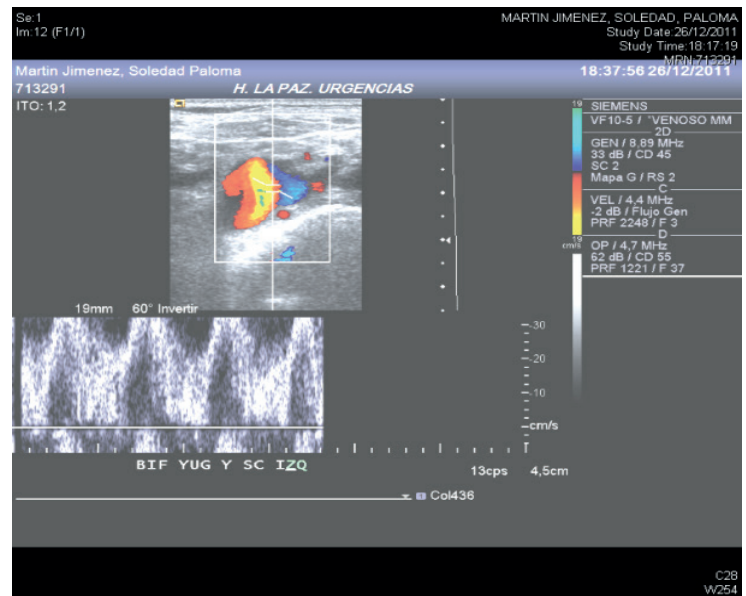 Se:1
Im:12 (F1/1)
MARTIN JIMENEZ, SOLEDAD, PALOMA
Study Date:26/12/2011
Study Time:18:17:19
MRN:713291
Martin Jimenez, Soledad Paloma
18:37:56 26/12/2011
713291
H. LA PAZ. URGENCIAS
ITO: 1,2
19
SIEMENS
VF10-5 / *VENOSO MM
2D
GEN / 8,89 MHz
33 dB / CD 45
SC 2
Mapa G / RS 2
C
VEL / 4,4 MHz
-2 dB / Flujo Gen
PRF 2248 / F 3
D
19
cm/s
OP / 4,7 MHz
62 dB / CD 55
PRF 1221 / F 37
19mm 60° Invertir
-30
-20
-10
cm/s
BIF YUG Y SC IZQ
13cps 4,5cm
Col436
C28
W254